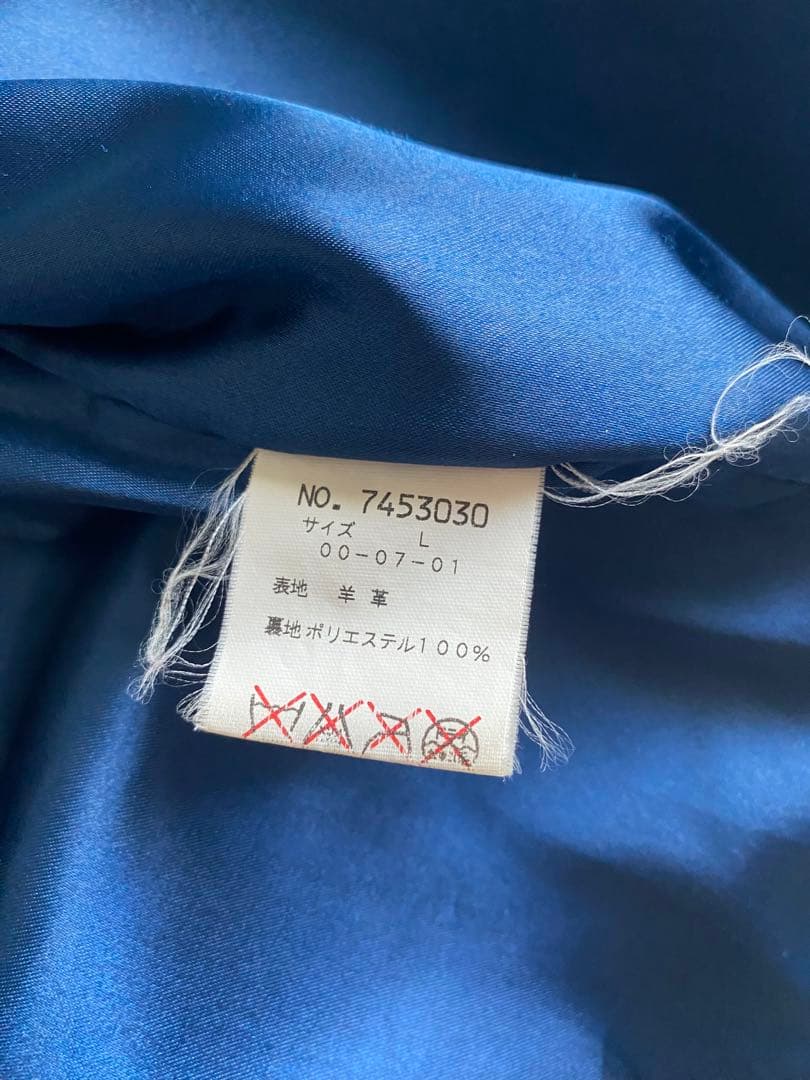 NO. 7453030
サイズ L
00-07-01
表地 羊革
裏地 ポリエステル100%